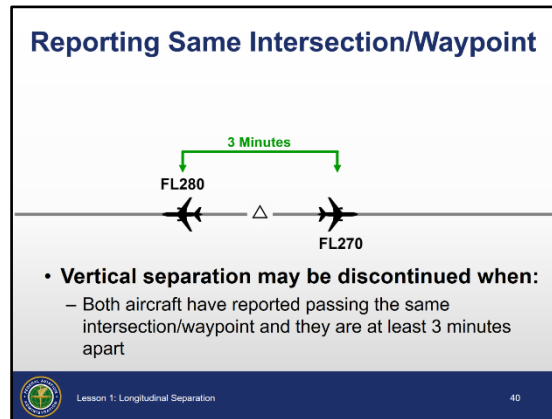 Reporting Same Intersection/Waypoint
3 Minutes
FL280
FL270
• Vertical separation may be discontinued when:
– Both aircraft have reported passing the same
intersection/waypoint and they are at least 3 minutes
apart
Lesson 1: Longitudinal Separation
40